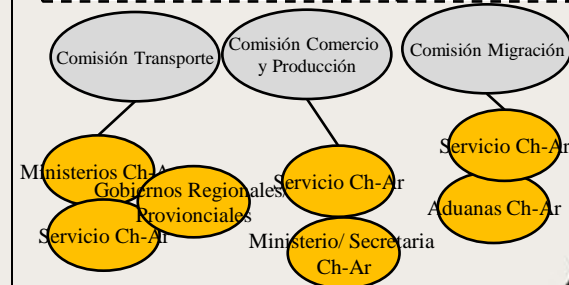 Comisión Transporte
Comisión Comercio
y Producción
Comisión Migración
Ministerios Ch-Ar
Gobiernos Regionales/
Provionciales
Servicio Ch-Ar
Servicio Ch-Ar
Ministerio/ Secretaria
Ch-Ar
Servicio Ch-Ar
Aduanas Ch-Ar